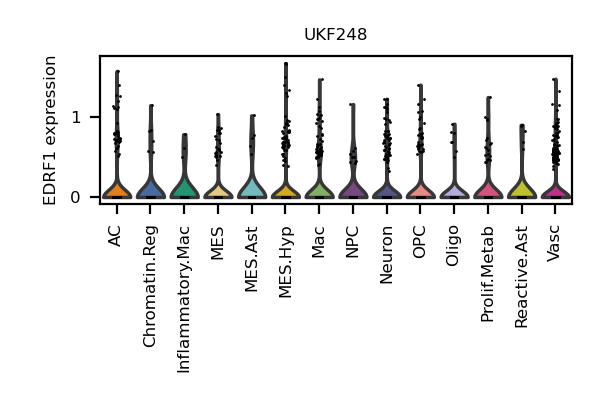 UKF248
EDRF1 expression
1
0
AC
Chromatin.Reg
Inflammatory.Mac
MES
MES.Ast
MES.Hyp
Mac
NPC
Neuron
OPC
Oligo
Prolif.Metab
Reactive.Ast
Vasc